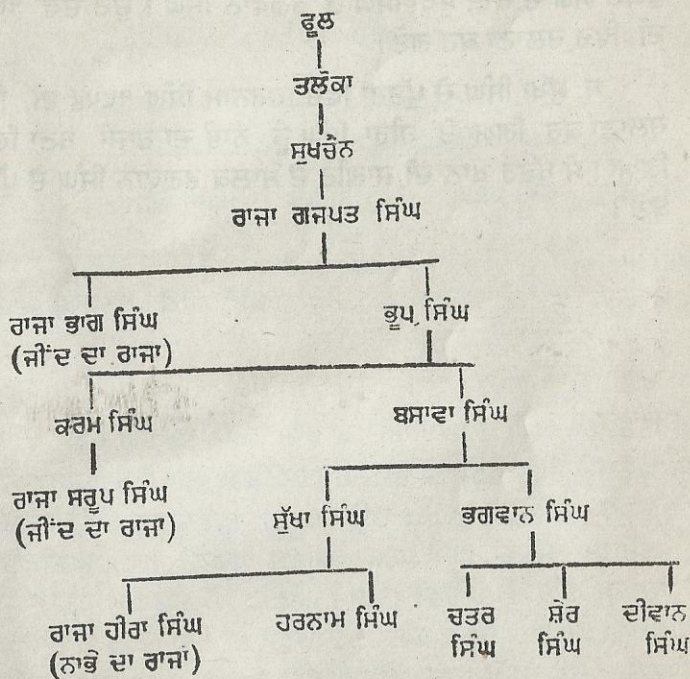 ਫੂਲ
ਤਲੋਕਾ
ਸੁਖਚੈਨ
ਰਾਜਾ ਗਜਪਤ ਸਿੰਘ
ਰਾਜਾ ਭਾਗ ਸਿੰਘ
(ਜੀਂਦ ਦਾ ਰਾਜਾ)
ਭੂਪ ਸਿੰਘ
ਕਰਮ ਸਿੰਘ
ਬਸਾਵਾ ਸਿੰਘ
ਰਾਜਾ ਸਰੂਪ ਸਿੰਘ
(ਜੀਂਦ ਦਾ ਰਾਜਾ)
ਸੁੱਖਾ ਸਿੰਘ
ਭਗਵਾਨ ਸਿੰਘ
ਰਾਜਾ ਹੀਰਾ ਸਿੰਘ
(ਨਾਭੇ ਦਾ ਰਾਜਾ)
ਹਰਨਾਮ ਸਿੰਘ
ਚਤਰ
ਸਿੰਘ
ਸ਼ੇਰ
ਸਿੰਘ
ਦੀਵਾਨ
ਸਿੰਘ